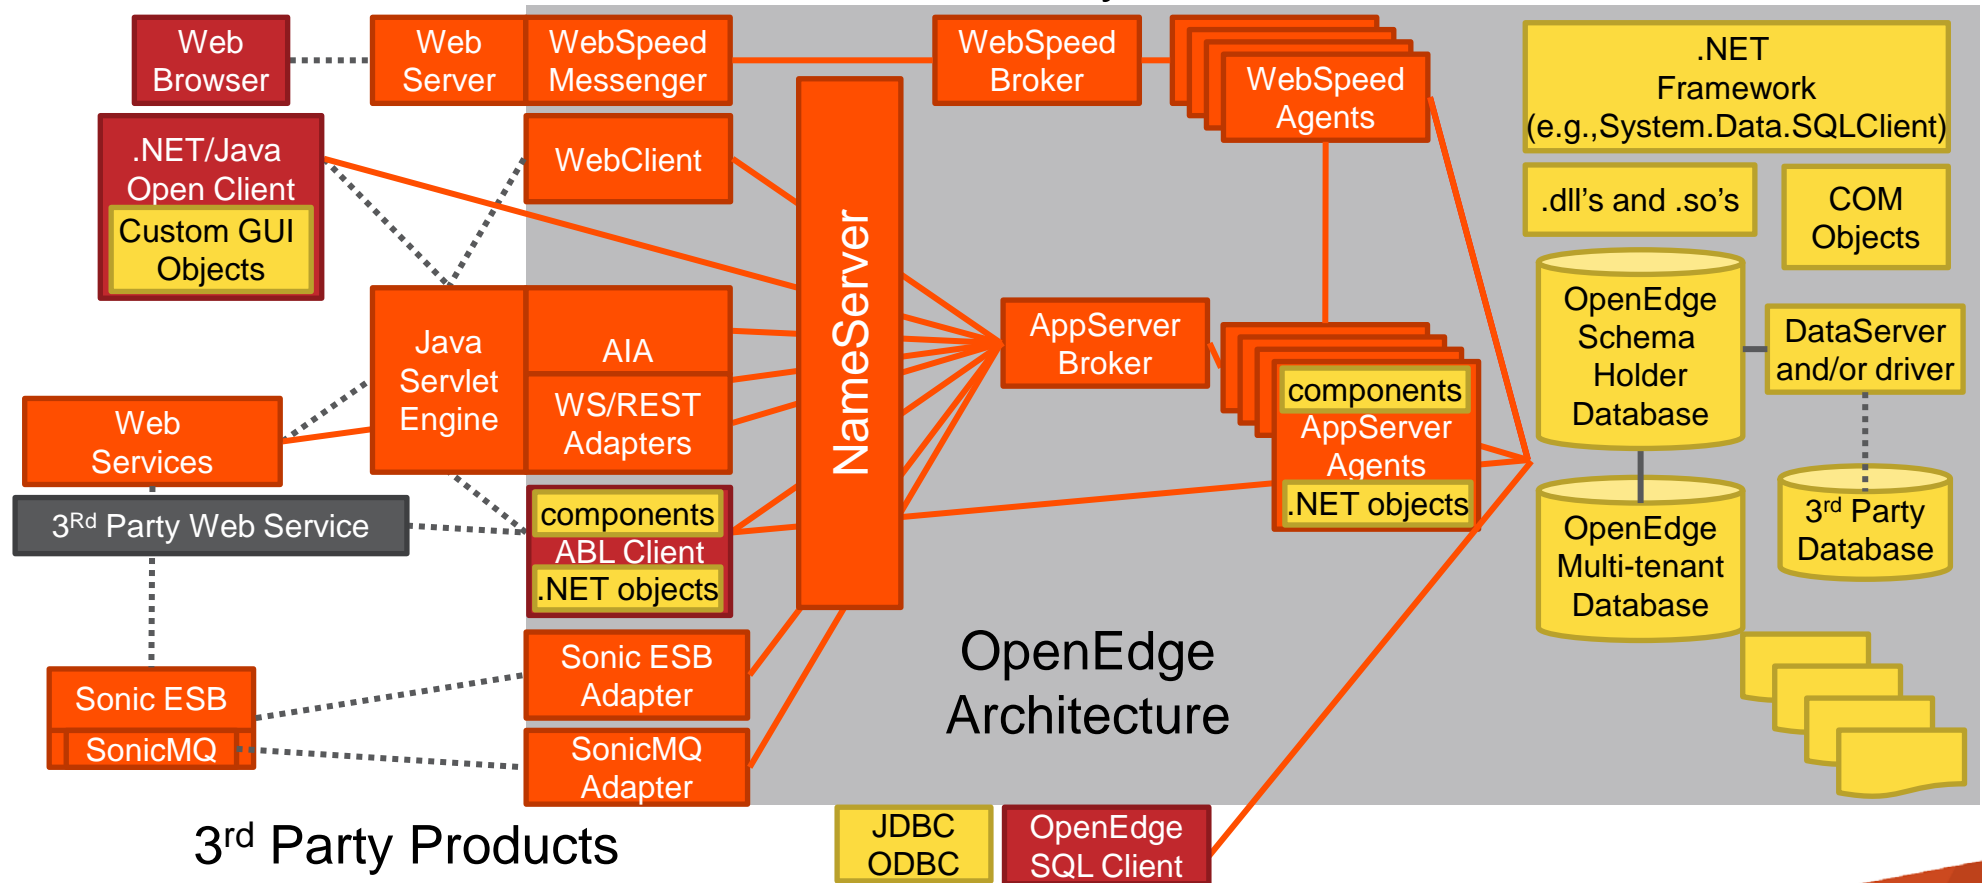 Web
Browser
Web
Server
WebSpeed
Messenger
WebSpeed
Broker
WebSpeed
Agents
.NET
Framework
(e.g.,System.Data.SQLClient)
.NET/Java
Open Client
Custom GUI
Objects
WebClient
NameServer
.dll's and .so's
COM
Objects
Java
Servlet
Engine
AIA
WS/REST
Adapters
AppServer
Broker
components
AppServer
Agents
.NET objects
OpenEdge
Schema
Holder
Database
DataServer
and/or driver
Web
Services
3Rd Party Web Service
components
ABL Client
.NET objects
OpenEdge
Multi-tenant
Database
3rd Party
Database
Sonic ESB
SonicMQ
Sonic ESB
Adapter
SonicMQ
Adapter
OpenEdge
Architecture
3rd Party Products
JDBC
ODBC
OpenEdge
SQL Client